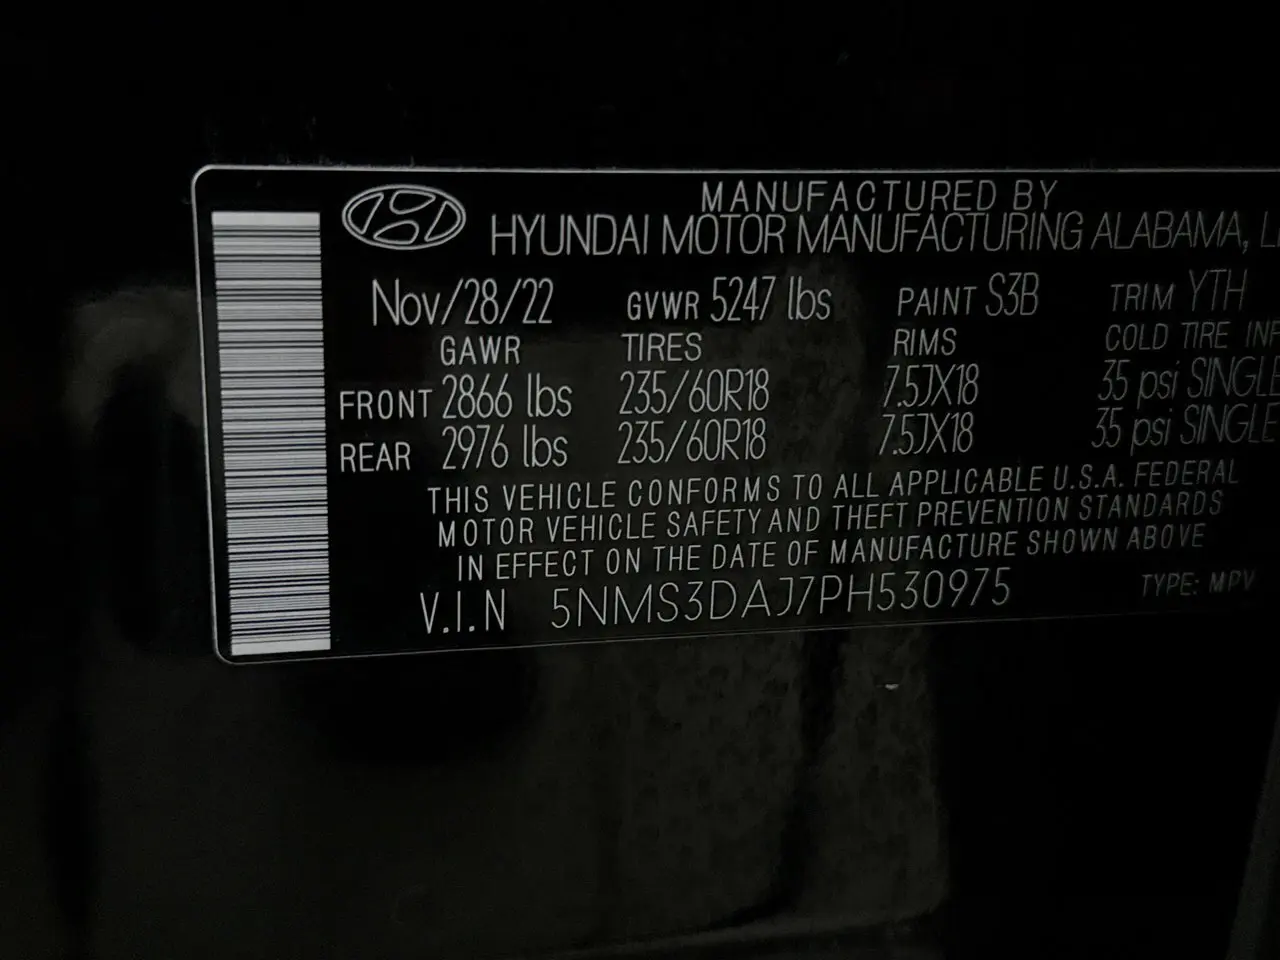 MANUFACTURED BY
HYUNDAI MOTOR MANUFACTURING ALABAMA,
Nov/28/22 GVWR 5247 lbs PAINT S3B TRIM YTH
GAWR TIRES RIMS COLD TIRE
FRONT 2866 lbs 235/60R18 7.5JX18 35 psi SINGLE
REAR 2976 lbs 235/60R18 7.5JX18 35 psi SINGLE
THIS VEHICLE CONFORMS TO ALL APPLICABLE U.S.A. FEDERAL
MOTOR VEHICLE SAFETY AND THEFT PREVENTION STANDARDS
IN EFFECT ON THE DATE OF MANUFACTURE SHOWN ABOVE
V.I.N 5NMS3DAJ7PH530975 TYPE: MPV